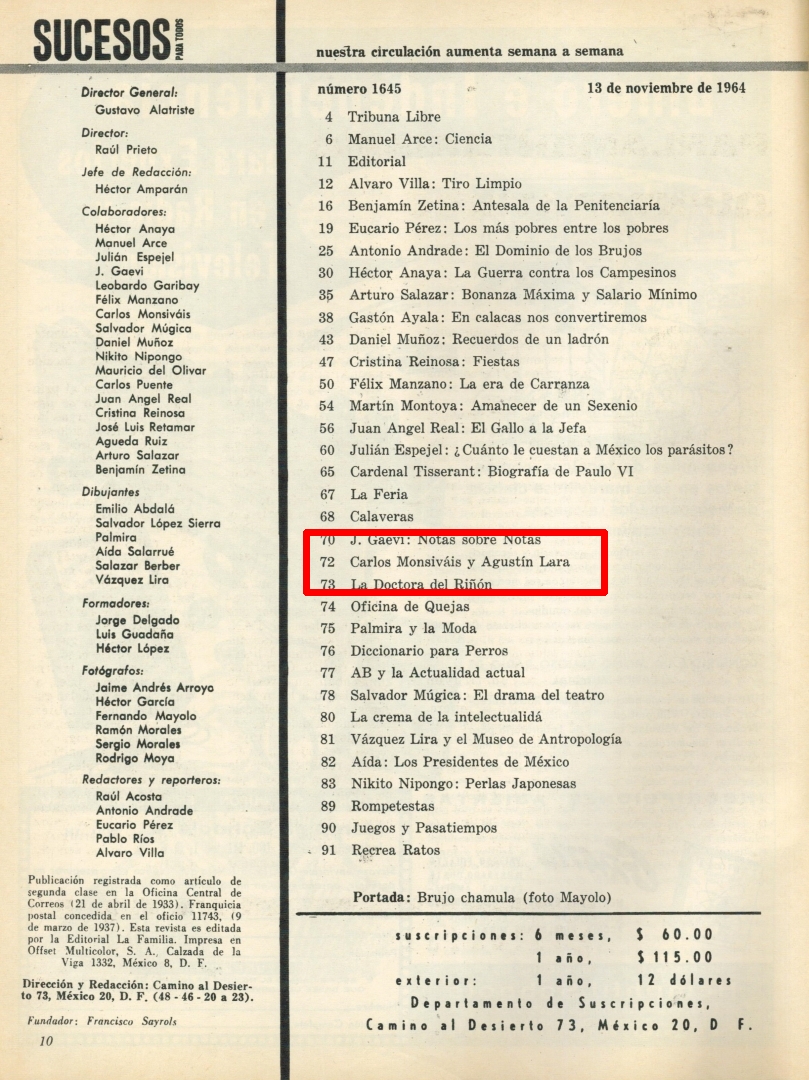 SUCESOS
PARA TODOS
nuestra circulación aumenta semana a semana
Director General:
Gustavo Alatriste
Director:
Raúl Prieto
Jefe de Redacción:
Héctor Amparán
Colaboradores:
Héctor Anaya
Manuel Arce
Julián Espejel
J. Gaevi
Leobardo Garibay
Félix Manzano
Carlos Monsiváis
Salvador Múgica
Daniel Muñoz
Nikito Nipongo
Mauricio del Olivar
Carlos Puente
Juan Angel Real
Cristina Reinosa
José Luis Retamar
Agueda Ruiz
Arturo Salazar
Benjamín Zetina
Dibujantes
Emilio Abdalá
Salvador López Sierra
Palmira
Aída Salarrué
Salazar Berber
Vázquez Lira
Formadores:
Jorge Delgado
Luis Guadaña
Héctor López
Fotógrafos:
Jaime Andrés Arroyo
Héctor García
Fernando Mayolo
Ramón Morales
Sergio Morales
Rodrigo Moya
Redactores y reporteros:
Raúl Acosta
Antonio Andrade
Eucario Pérez
Pablo Ríos
Alvaro Villa
Publicación registrada como artículo de
segunda clase en la Oficina Central de
Correos (21 de abril de 1933). Franquicia
postal concedida en el oficio 11743, (9
de marzo de 1937). Esta revista es editada
por la Editorial La Familia. Impresa en
Offset Multicolor, S. A., Calzada de la
Viga 1332, México 8, D. F.
Dirección y Redacción: Camino al Desier-
to 73, México 20, D. F. (48 - 46 - 20 a 23).
Fundador: Francisco Sayrols
10
número 1645 13 de noviembre de 1964
4 Tribuna Libre
6 Manuel Arce: Ciencia
11 Editorial
12 Alvaro Villa: Tiro Limpio
16 Benjamín Zetina: Antesala de la Penitenciaría
19 Eucario Pérez: Los más pobres entre los pobres
25 Antonio Andrade: El Dominio de los Brujos
30 Héctor Anaya: La Guerra contra los Campesinos
35 Arturo Salazar: Bonanza Máxima y Salario Mínimo
38 Gastón Ayala: En calacas nos convertiremos
43 Daniel Muñoz: Recuerdos de un ladrón
47 Cristina Reinosa: Fiestas
50 Félix Manzano: La era de Carranza
54 Martín Montoya: Amanecer de un Sexenio
56 Juan Angel Real: El Gallo a la Jefa
60 Julián Espejel: ¿Cuánto le cuestan a México los parásitos?
65 Cardenal Tisserant: Biografía de Paulo VI
67 La Feria
68 Calaveras
70 J. Gaevi: Notas sobre Notas
72 Carlos Monsiváis y Agustín Lara
73 La Doctora del Riñón
74 Oficina de Quejas
75 Palmira y la Moda
76 Diccionario para Perros
77 AB y la Actualidad actual
78 Salvador Múgica: El drama del teatro
80 La crema de la intelectualidá
81 Vázquez Lira y el Museo de Antropología
82 Aída: Los Presidentes de México
83 Nikito Nipongo: Perlas Japonesas
89 Rompetestas
90 Juegos y Pasatiempos
91 Recrea Ratos
Portada: Brujo chamula (foto Mayolo)
suscripciones: 6 meses, $ 60.00
1 año, $ 115.00
exterior: 1 año, 12 dólares
Departamento de Suscripciones,
Camino al Desierto 73, México 20, D F.